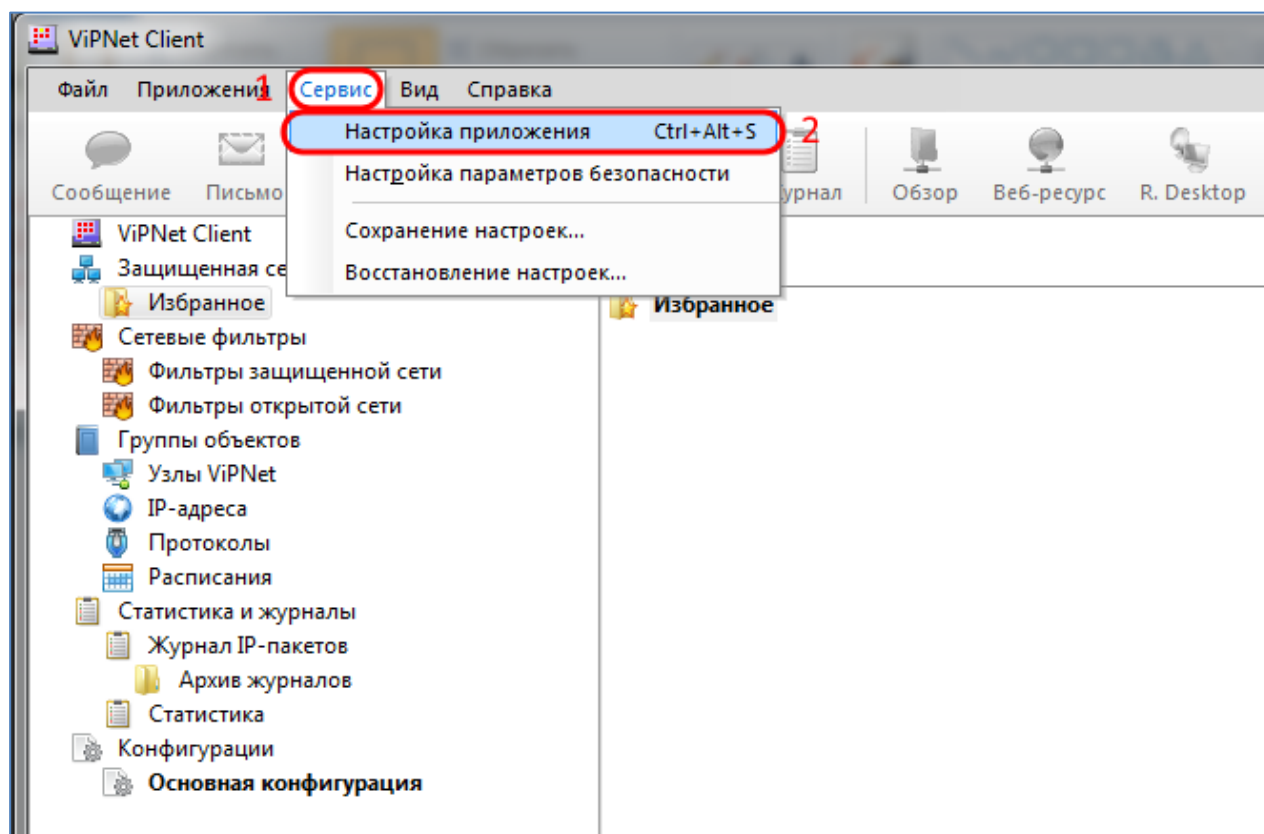 ViPNet Client
Файл Приложения 1 Сервис Вид Справка
Настройка приложения Ctrl+Alt+S 2
Настройка параметров безопасности
Сообщение Письмо Обзор Веб-ресурс R. Desktop
ViPNet Client
Сохранение настроек...
Защищенная
Восстановление настроек...
Избранное
Избранное
Сетевые фильтры
Фильтры защищенной сети
Фильтры открытой сети
Группы объектов
Узлы ViPNet
IP-адреса
Протоколы
Расписания
Статистика и журналы
Журнал IP-пакетов
Архив журналов
Статистика
Конфигурации
Основная конфигурация